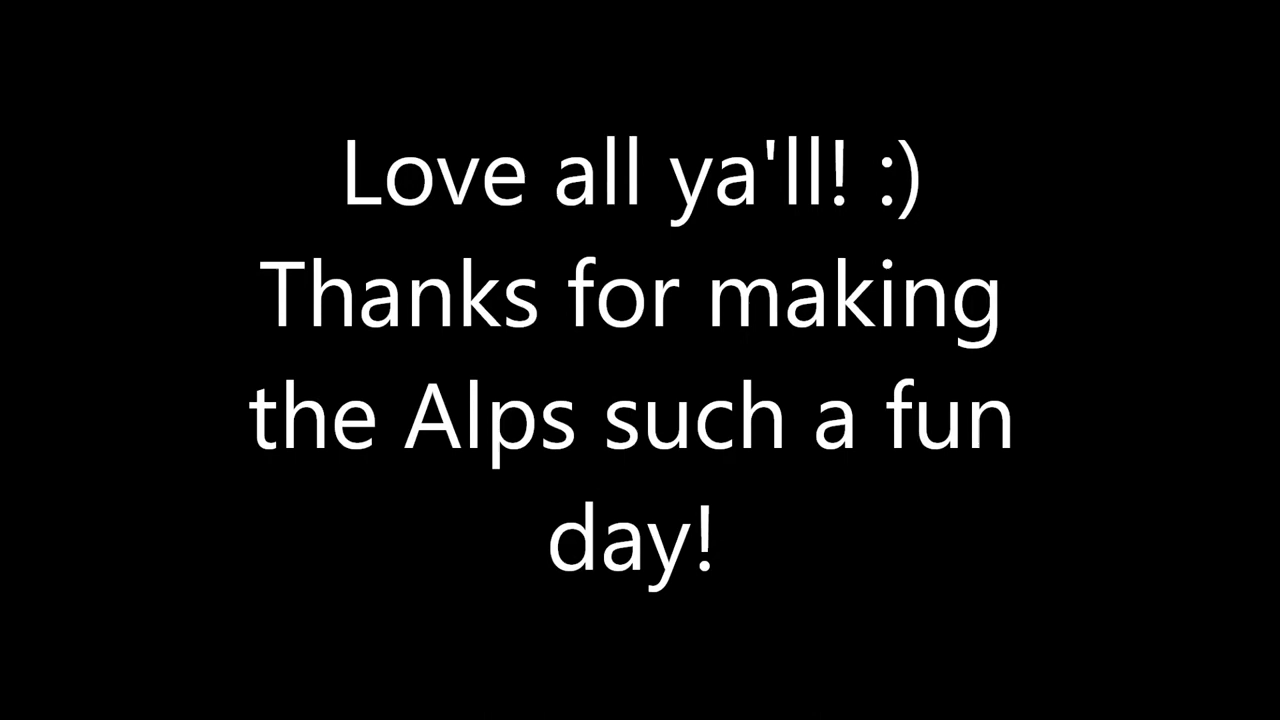 Love all ya'll! :)
Thanks for making
the Alps such a fun
day!